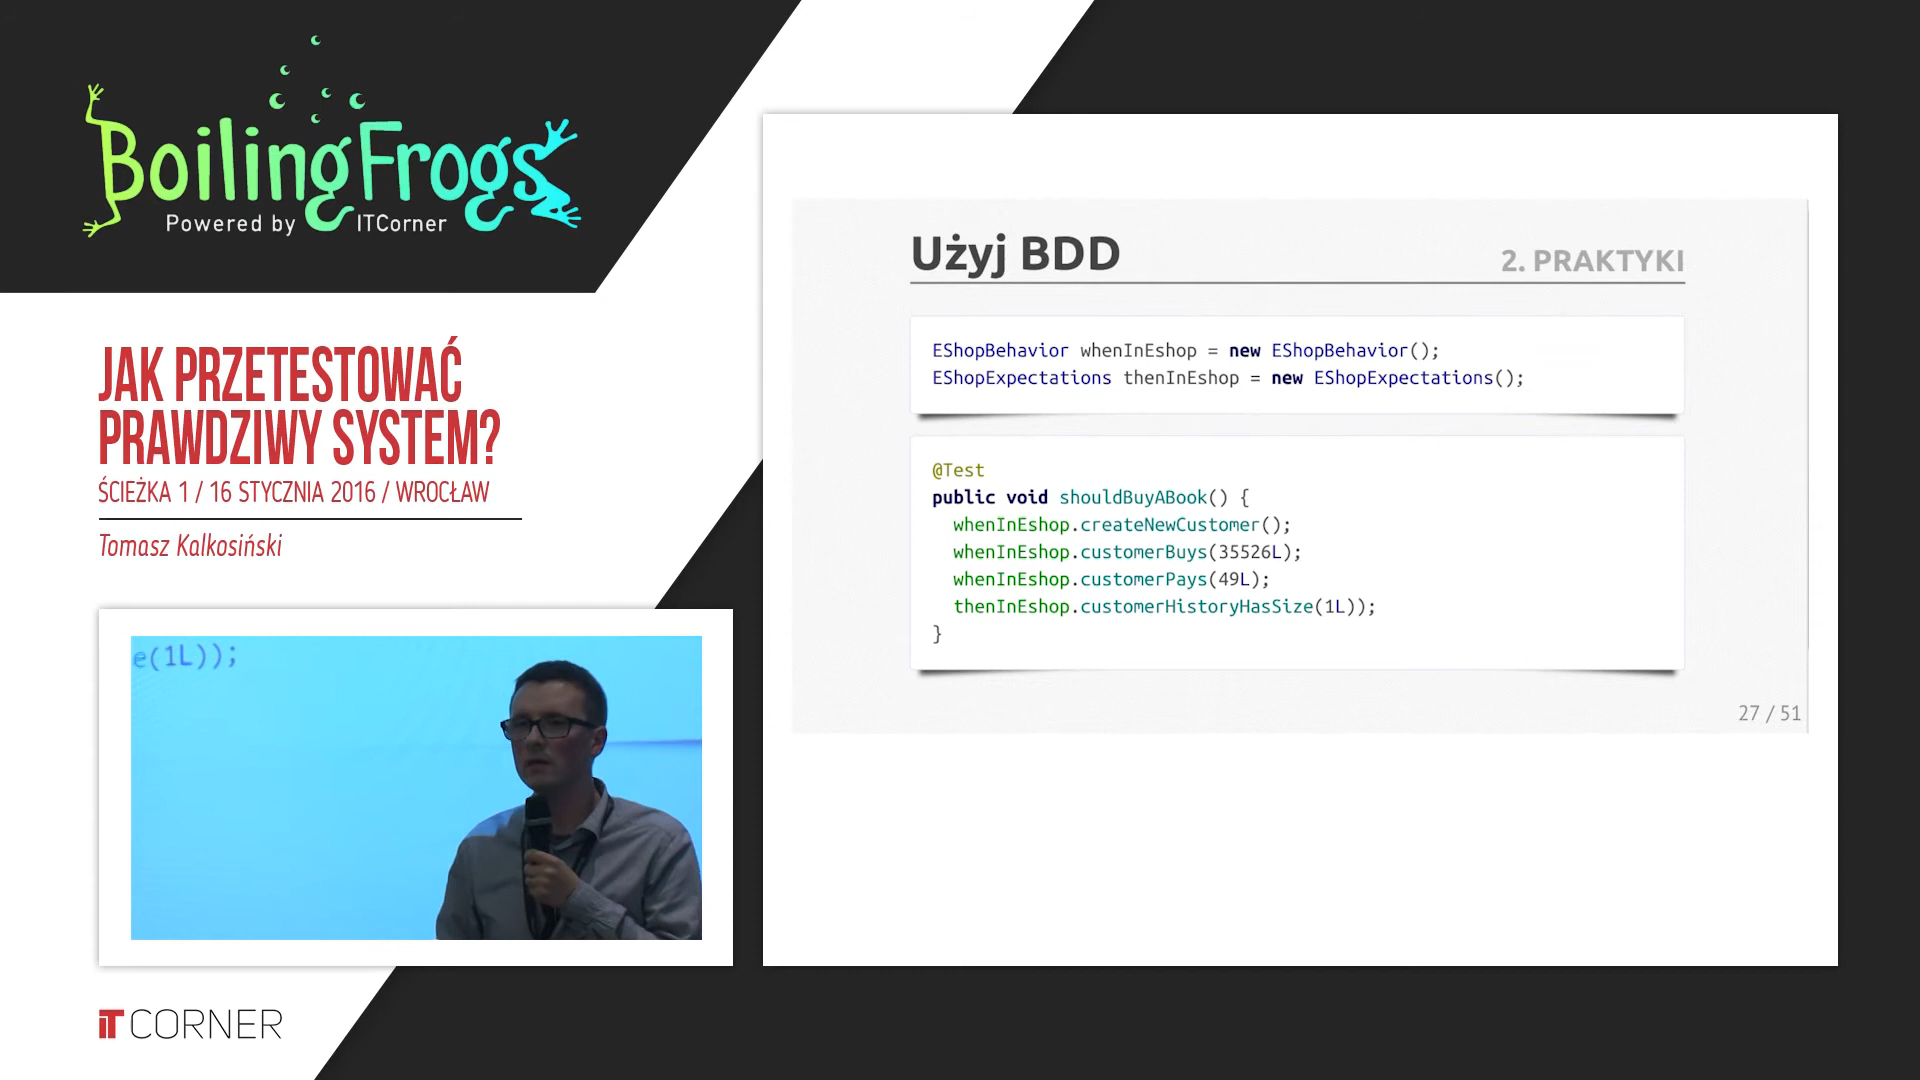 BoilingFrogs
Powered by ITCorner
JAK PRZETESTOWAĆ
PRAWDZIWY SYSTEM?
ŚCIEŻKA 1 / 16 STYCZNIA 2016 / WROCŁAW
Tomasz Kalkosiński
e(1L));
ITCORNER
Użyj BDD
2. PRAKTYKI
EShopBehavior whenInEshop = new EShopBehavior();
EShopExpectations thenInEshop = new EShopExpectations();
@Test
public void shouldBuyABook() {
whenInEshop.createNewCustomer();
whenInEshop.customerBuys(35526L);
whenInEshop.customerPays(49L);
thenInEshop.customerHistoryHasSize(1L));
}
27 / 51